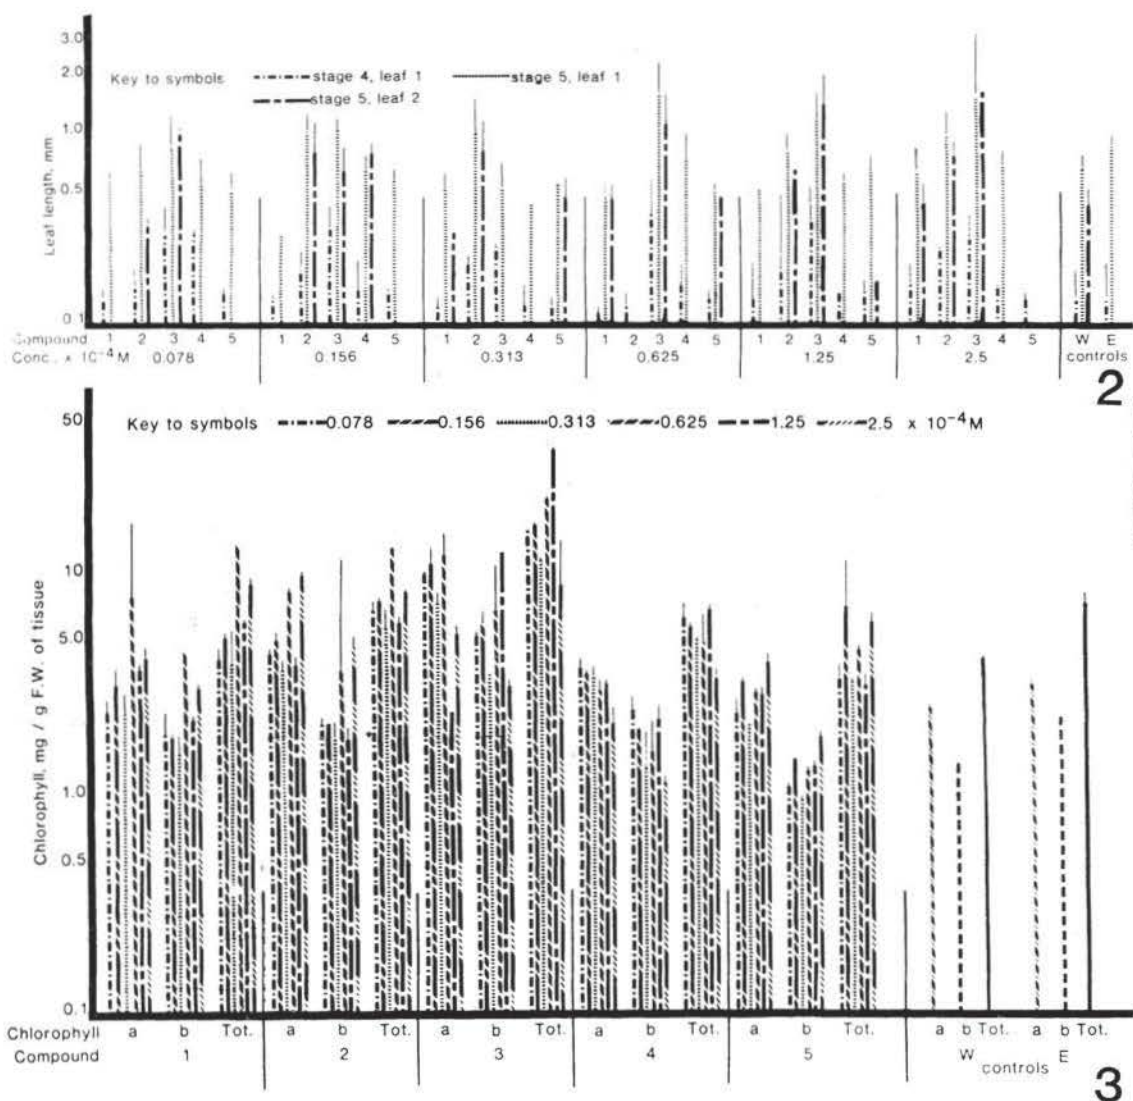 3.0
2.0
1.0
0.5
0.1
Leaf length, mm
Key to symbols stage 4, leaf 1 stage 5, leaf 1
stage 5, leaf 2
Compound 1 2 3 4 5 1 2 3 4 5 1 2 3 4 5 1 2 3 4 5 1 2 3 4 5 1 2 3 4 5 W E
Conc., x 10⁻⁴M 0.078 0.156 0.313 0.625 1.25 2.5 controls
2
50
10
5.0
1.0
0.5
0.1
Chlorophyll, mg / g F.W. of tissue
Key to symbols 0.078 0.156 0.313 0.625 1.25 2.5 x 10⁻⁴M
Chlorophyll a b Tot. a b Tot. a b Tot. a b Tot. a b Tot. a b Tot. a b Tot.
Compound 1 2 3 4 5 W E
controls
3